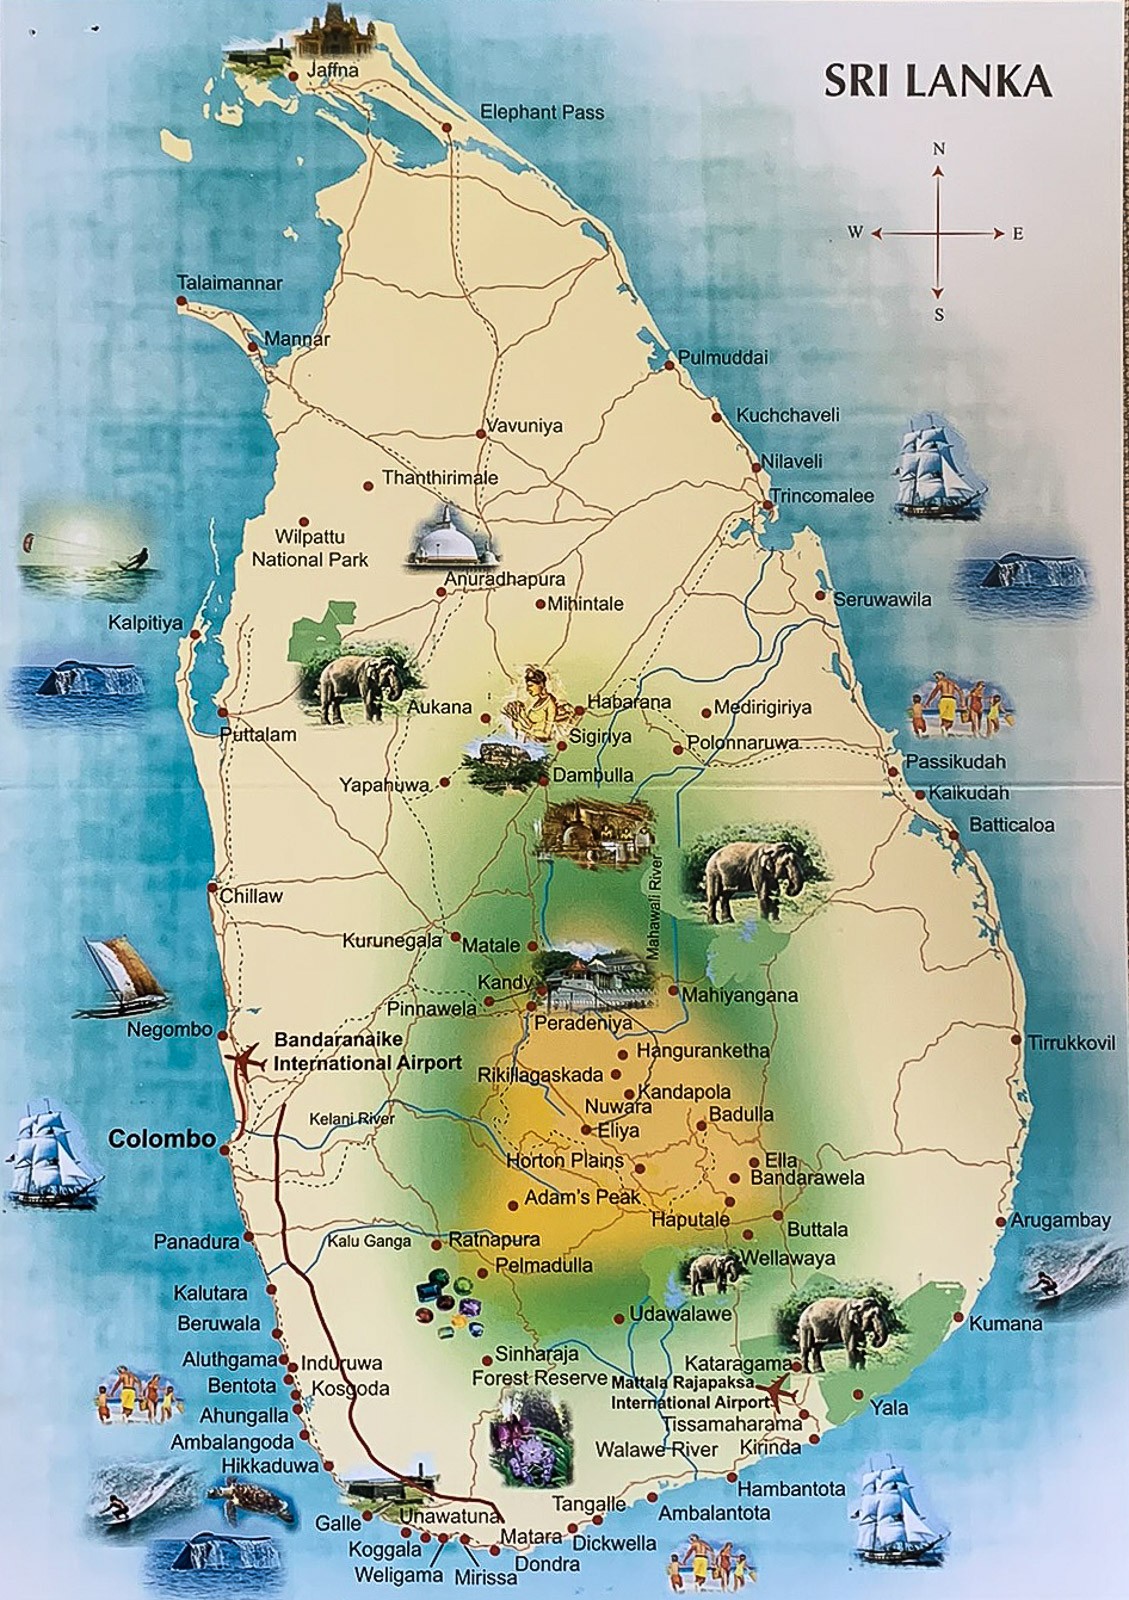 SRI LANKA
Jaffna
Elephant Pass
N
W
E
S
Talaimannar
Mannar
Pulmuddai
Kuchchaveli
Vavuniya
Nilaveli
Thanthirimale
Trincomalee
Wilpattu
National Park
Anuradhapura
Mihintale
Seruwawila
Kalpitiya
Habarana
Medirigiriya
Aukana
Puttalam
Sigiriya
Polonnaruwa
Passikudah
Yapahuwa
Dambulla
Kalkudah
Batticaloa
Mahawali River
Chillaw
Kurunegala
Matale
Kandy
Mahiyangana
Pinnawela
Peradeniya
Negombo
Bandaranaike
International Airport
Tirrukkovil
Hanguranketha
Rikillagaskada
Kandapola
Nuwara
Eliya
Badulla
Kelani River
Colombo
Horton Plains
Ella
Bandarawela
Adam's Peak
Haputale
Arugambay
Buttala
Panadura
Kalu Ganga
Ratnapura
Wellawaya
Pelmadulla
Kalutara
Udawalawe
Kumana
Beruwala
Aluthgama
Induruwa
Sinharaja
Forest Reserve
Kataragama
Bentota
Kosgoda
Mattala Rajapaksa
International Airport
Yala
Ahungalla
Tissamaharama
Ambalangoda
Walawe River
Kirinda
Hikkaduwa
Hambantota
Tangalle
Ambalantota
Galle
Unawatuna
Matara
Dickwella
Koggala
Dondra
Weligama
Mirissa